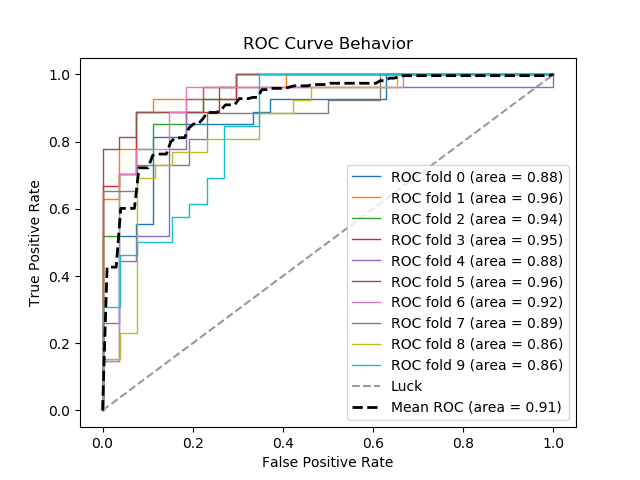 ROC Curve Behavior
True Positive Rate
1.0
0.8
0.6
0.4
0.2
0.0
ROC fold 0 (area = 0.88)
ROC fold 1 (area = 0.96)
ROC fold 2 (area = 0.94)
ROC fold 3 (area = 0.95)
ROC fold 4 (area = 0.88)
ROC fold 5 (area = 0.96)
ROC fold 6 (area = 0.92)
ROC fold 7 (area = 0.89)
ROC fold 8 (area = 0.86)
ROC fold 9 (area = 0.86)
Luck
Mean ROC (area = 0.91)
0.0 0.2 0.4 0.6 0.8 1.0
False Positive Rate